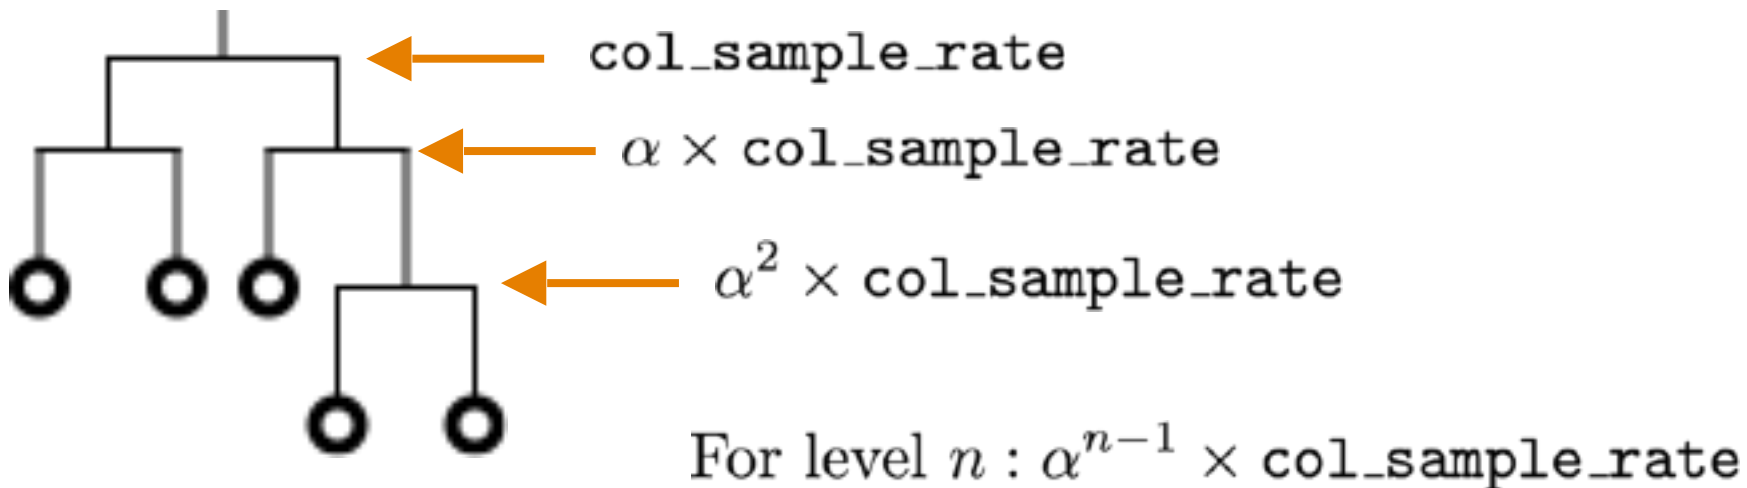 col_sample_rate
α × col_sample_rate
α² × col_sample_rate
For level n : αⁿ⁻¹ × col_sample_rate